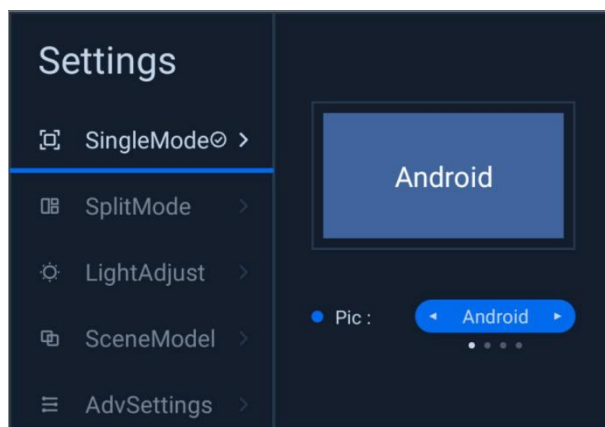 Settings
SingleMode
SplitMode
LightAdjust
SceneModel
AdvSettings
Android
Pic :
Android